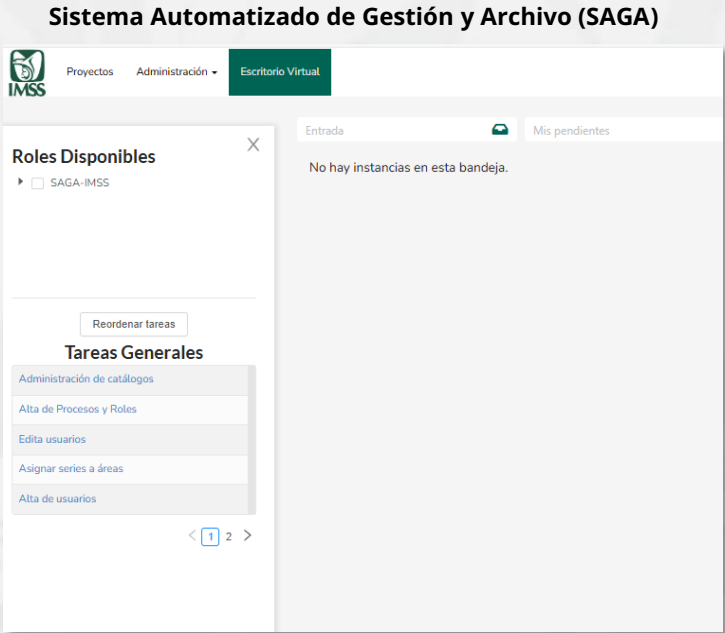 Sistema Automatizado de Gestión y Archivo (SAGA)
IMSS
Proyectos Administración Escritorio Virtual
Entrada Mis pendientes
Roles Disponibles X
SAGA-IMSS
No hay instancias en esta bandeja.
Reordenar tareas
Tareas Generales
Administración de catálogos
Alta de Procesos y Roles
Edita usuarios
Asignar series a áreas
Alta de usuarios
< 1 2 >